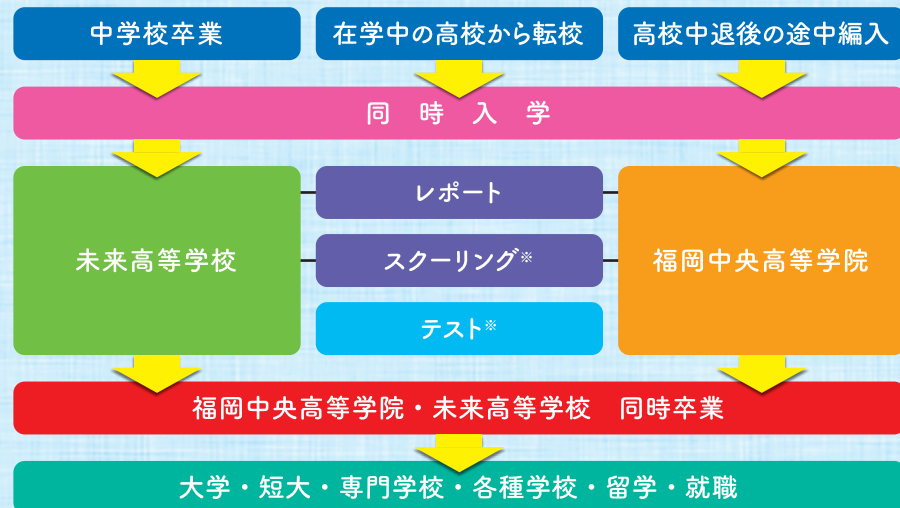 中学校卒業
在学中の高校から転校
高校中退後の途中編入
同 時 入 学
未来高等学校
レポート
スクーリング※
テスト※
福岡中央高等学院
福岡中央高等学院・未来高等学校　同時卒業
大学・短大・専門学校・各種学校・留学・就職